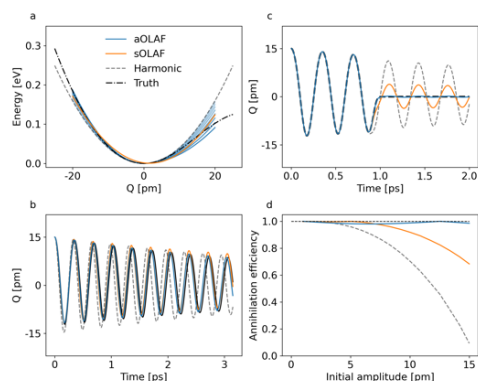 a
0.3
0.2
0.1
0.0
Energy [eV]
-20
0
20
Q [pm]
aOLAF
sOLAF
Harmonic
Truth
c
15
0
-15
Q [pm]
0.0
0.5
1.0
1.5
2.0
Time [ps]
b
15
0
-15
Q [pm]
0
1
2
3
Time [ps]
d
1.0
0.8
0.6
0.4
0.2
0.0
Annihilation efficiency
0
5
10
15
Initial amplitude [pm]